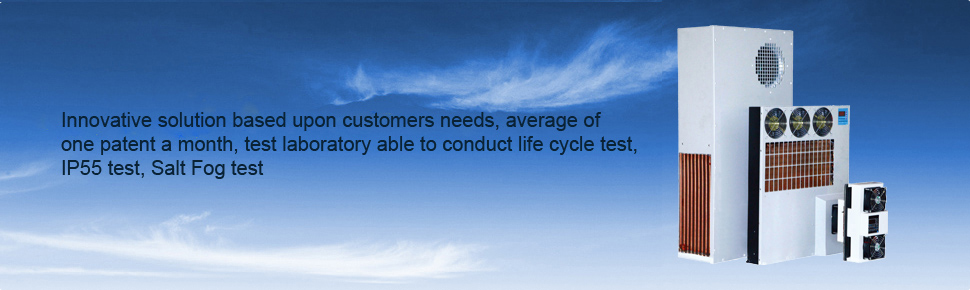 Innovative solution based upon customers needs, average of
one patent a month, test laboratory able to conduct life cycle test,
IP55 test, Salt Fog test